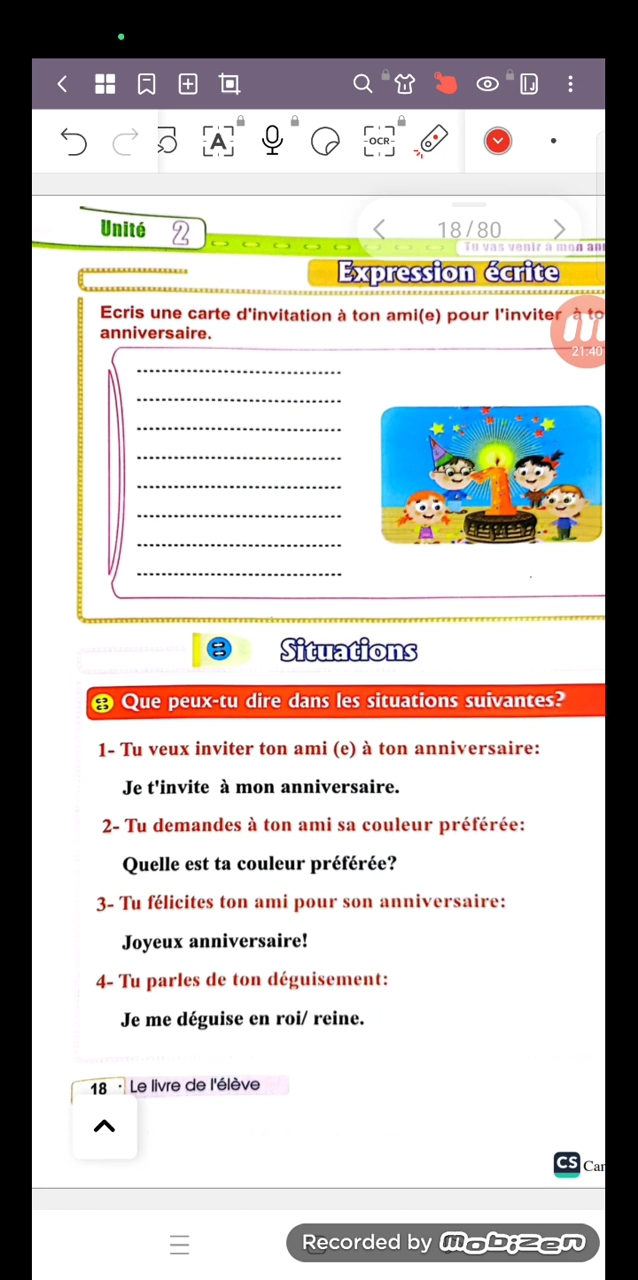 A
OCR
Unité 2
18/80
Tu vas venir à mon
Expression écrite
Ecris une carte d'invitation à ton ami(e) pour l'inviter à
anniversaire.
21:40
1
Situations
Que peux-tu dire dans les situations suivantes?
1- Tu veux inviter ton ami (e) à ton anniversaire:
Je t'invite à mon anniversaire.
2- Tu demandes à ton ami sa couleur préférée:
Quelle est ta couleur préférée?
3- Tu félicites ton ami pour son anniversaire:
Joyeux anniversaire!
4- Tu parles de ton déguisement:
Je me déguise en roi/ reine.
18 · Le livre de l'élève
CS
Recorded by Mobizen